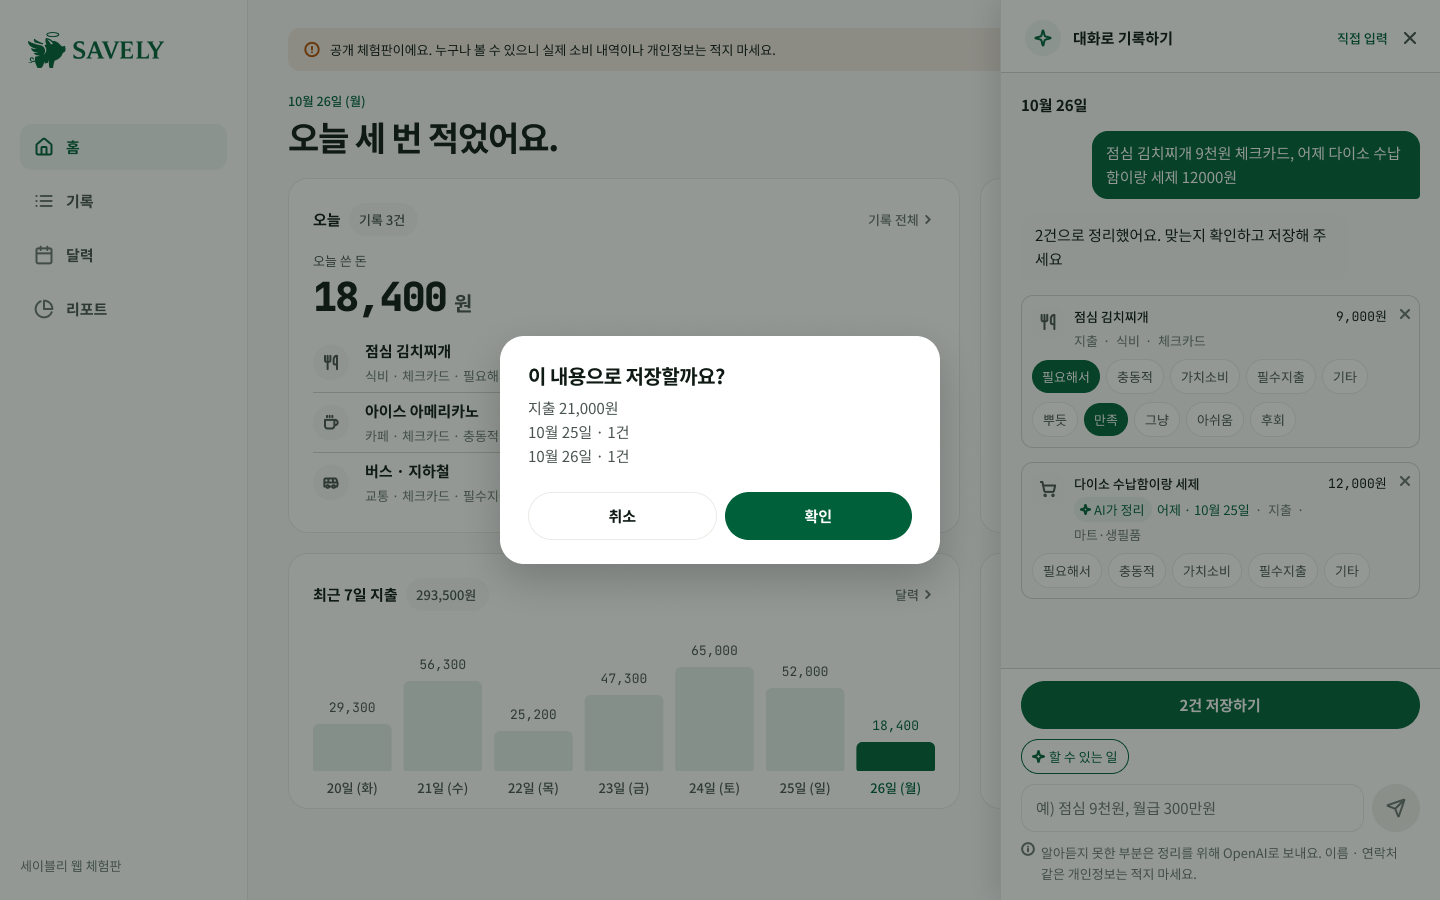 SAVELY
홈
기록
달력
리포트
세이블리 웹 체험판
공개 체험판이에요. 누구나 볼 수 있으니 실제 소비 내역이나 개인정보는 적지 마세요.
10월 26일 (월)
오늘 세 번 적었어요.
오늘
기록 3건
기록 전체
오늘 쓴 돈
18,400 원
점심 김치찌개
식비 · 체크카드 · 필요해
아이스 아메리카노
카페 · 체크카드 · 충동적
버스 · 지하철
교통 · 체크카드 · 필수지
최근 7일 지출
293,500원
달력
29,300
56,300
25,200
47,300
65,000
52,000
18,400
20일 (화)
21일 (수)
22일 (목)
23일 (금)
24일 (토)
25일 (일)
26일 (월)
이 내용으로 저장할까요?
지출 21,000원
10월 25일 · 1건
10월 26일 · 1건
취소
확인
대화로 기록하기
직접 입력
10월 26일
점심 김치찌개 9천원 체크카드, 어제 다이소 수납
함이랑 세제 12000원
2건으로 정리했어요. 맞는지 확인하고 저장해 주
세요
점심 김치찌개
9,000원
지출 · 식비 · 체크카드
필요해서
충동적
가치소비
필수지출
기타
뿌듯
만족
그냥
아쉬움
후회
다이소 수납함이랑 세제
12,000원
AI가 정리 어제 · 10월 25일 · 지출 ·
마트·생필품
필요해서
충동적
가치소비
필수지출
기타
2건 저장하기
할 수 있는 일
예) 점심 9천원, 월급 300만원
알아듣지 못한 부분은 정리를 위해 OpenAI로 보내요. 이름 · 연락처
같은 개인정보는 적지 마세요.